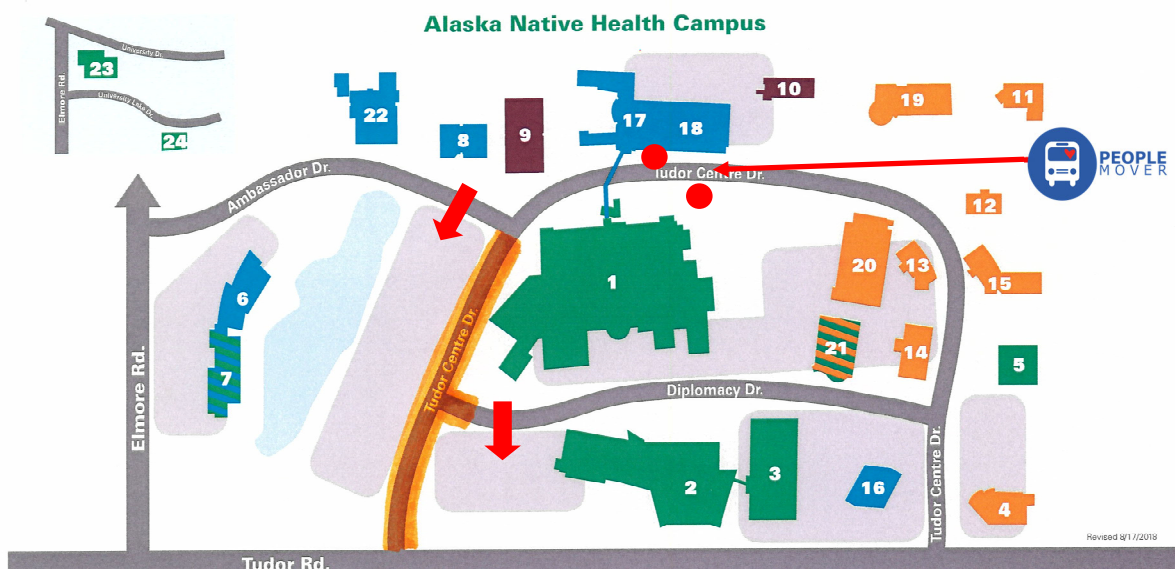 Alaska Native Health Campus
University Dr.
23
Elmore Rd.
University Lake Dr.
24
22
8
9
17
18
10
19
11
PEOPLE
MOVER
Ambassador Dr.
Tudor Centre Dr.
12
6
7
1
20
13
15
21
14
5
Tudor Centre Dr.
Diplomacy Dr.
Elmore Rd.
2
3
16
4
Tudor Centre Dr.
Revised 8/17/2018
Tudor Rd.